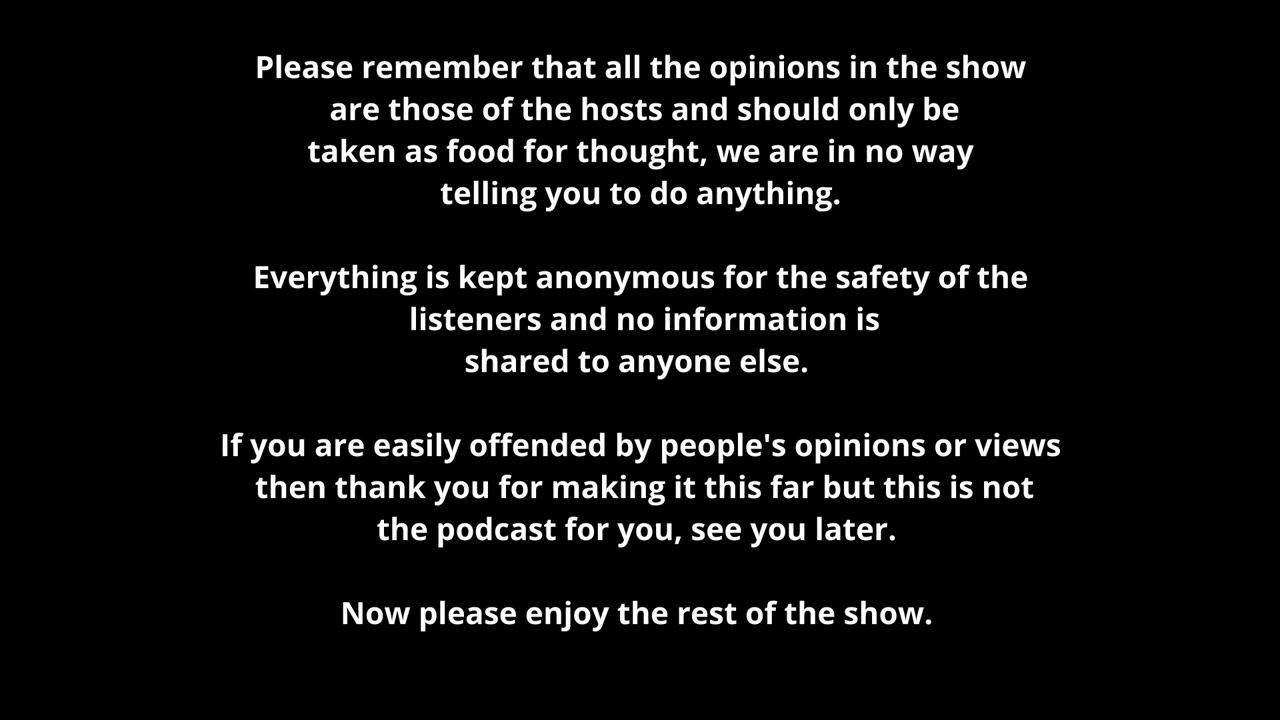 Please remember that all the opinions in the show
are those of the hosts and should only be
taken as food for thought, we are in no way
telling you to do anything.
Everything is kept anonymous for the safety of the
listeners and no information is
shared to anyone else.
If you are easily offended by people's opinions or views
then thank you for making it this far but this is not
the podcast for you, see you later.
Now please enjoy the rest of the show.